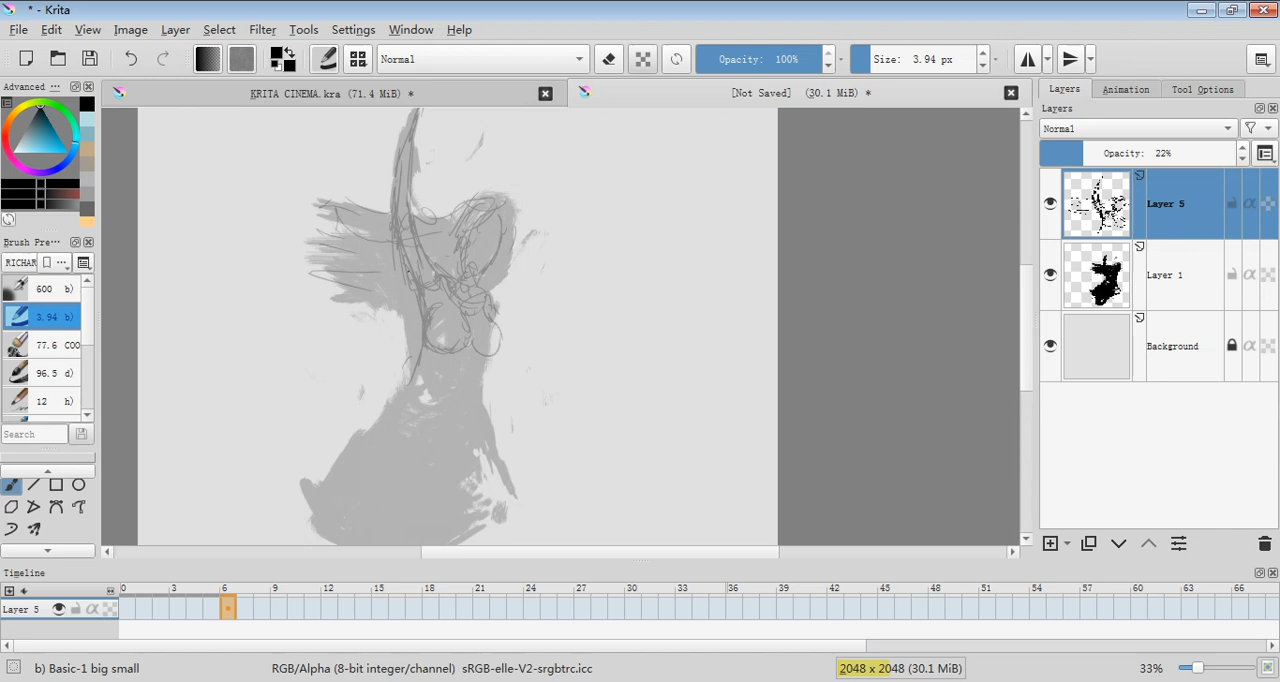 * - Krita
File Edit View Image Layer Select Filter Tools Settings Window Help
Normal Opacity: 100% Size: 3.94 px
Advanced ···
KRITA CINEMA.kra (71.4 MiB) *
[Not Saved] (30.1 MiB) *
Layers Animation Tool Options
Layers
Normal
Opacity: 22%
Layer 5
Layer 1
Background
Brush Pre···
RICHAR ...
600 b)
3.94 b)
77.6 COO
96.5 d)
12 h)
Search
Timeline
0 3 6 9 12 15 18 21 24 27 30 33 36 39 42 45 48 51 54 57 60 63 66
Layer 5
b) Basic-1 big small
RGB/Alpha (8-bit integer/channel) sRGB-elle-V2-srgbtrc.icc
2048 x 2048 (30.1 MiB)
33%